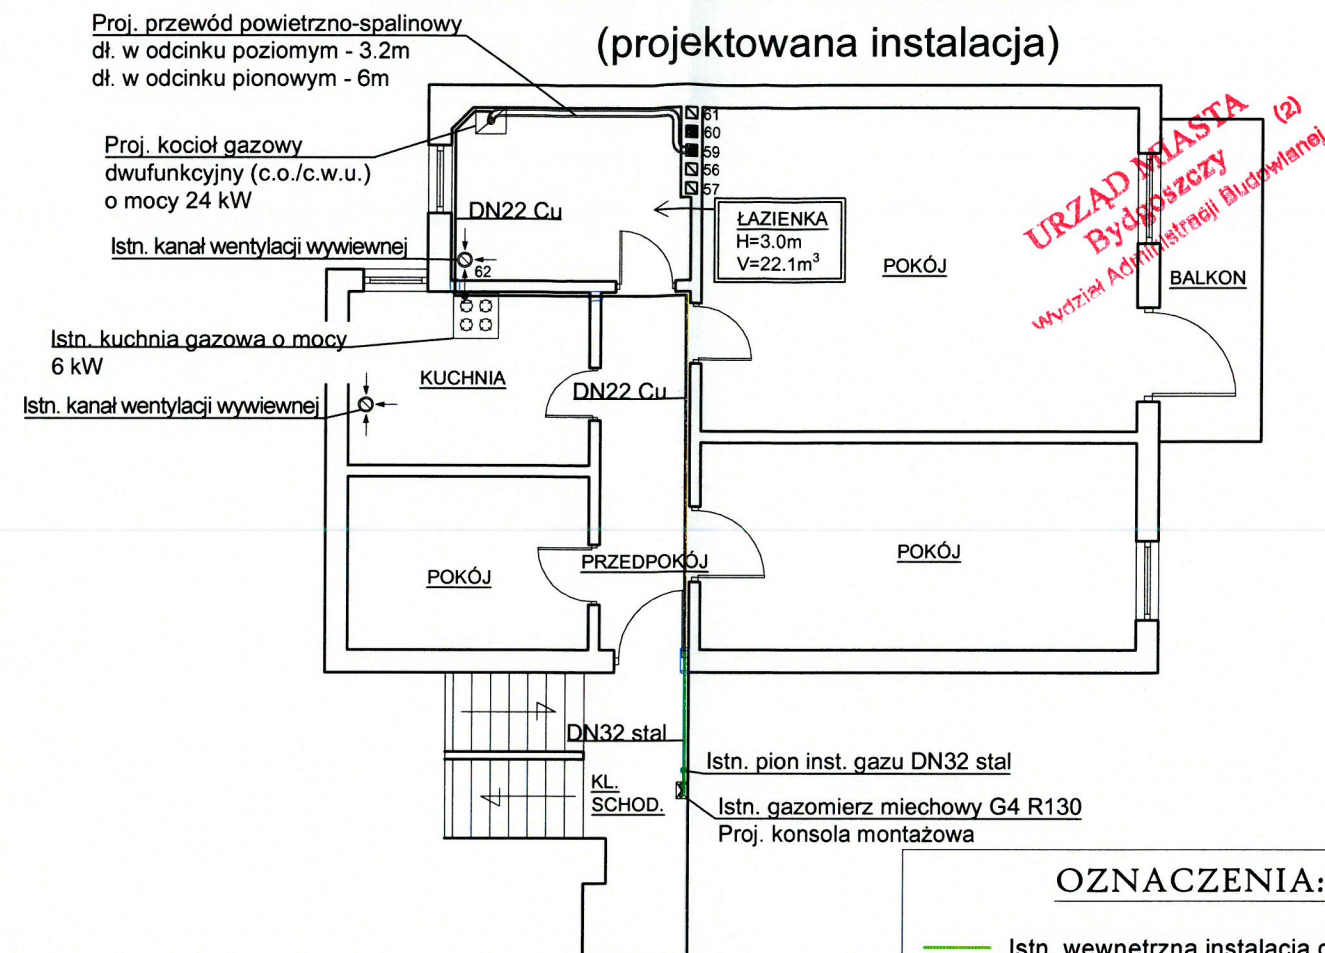 (projektowana instalacja)
Proj. przewód powietrzno-spalinowy
dł. w odcinku poziomym - 3.2m
dł. w odcinku pionowym - 6m
Proj. kocioł gazowy
dwufunkcyjny (c.o./c.w.u.)
o mocy 24 kW
61
60
59
56
57
URZĄD MIASTA (2)
Bydgoszczy
Wydział Administracji Budowlanej
DN22 Cu
ŁAZIENKA
H=3.0m
V=22.1m³
Istn. kanał wentylacji wywiewnej
62
POKÓJ
BALKON
Istn. kuchnia gazowa o mocy
6 kW
KUCHNIA
DN22 Cu
Istn. kanał wentylacji wywiewnej
POKÓJ
PRZEDPOKÓJ
POKÓJ
DN32 stal
Istn. pion inst. gazu DN32 stal
KL.
SCHOD.
Istn. gazomierz miechowy G4 R130
Proj. konsola montażowa
OZNACZENIA:
Istn. wewnętrzna instalacja